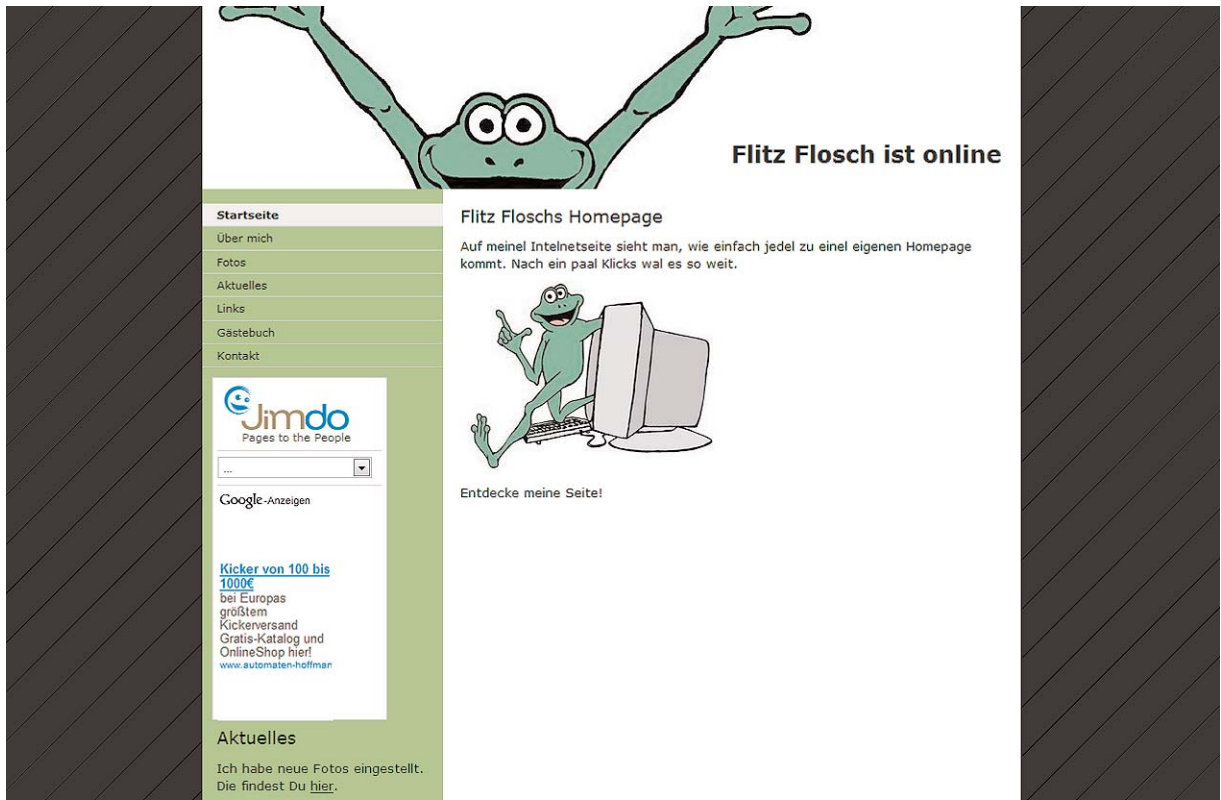 Flitz Flosch ist online
Startseite
Über mich
Fotos
Aktuelles
Links
Gästebuch
Kontakt
Jimdo
Pages to the People
...
Google-Anzeigen
Kicker von 100 bis
1000€
bei Europas
größtem
Kickerversand
Gratis-Katalog und
OnlineShop hier!
www.automaten-hoffman
Aktuelles
Ich habe neue Fotos eingestellt.
Die findest Du hier.
Flitz Floschs Homepage
Auf meinel Intelnetseite sieht man, wie einfach jedel zu einel eigenen Homepage
kommt. Nach ein paal Klicks wal es so weit.
Entdecke meine Seite!